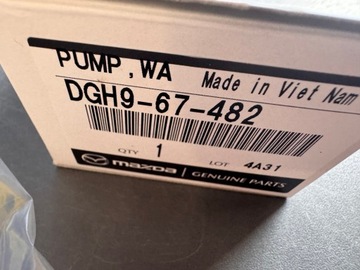 PUMP, WA Made in Viet Nam
DGH9-67-482
QTY 1 LOT 4A31
mazda GENUINE PARTS